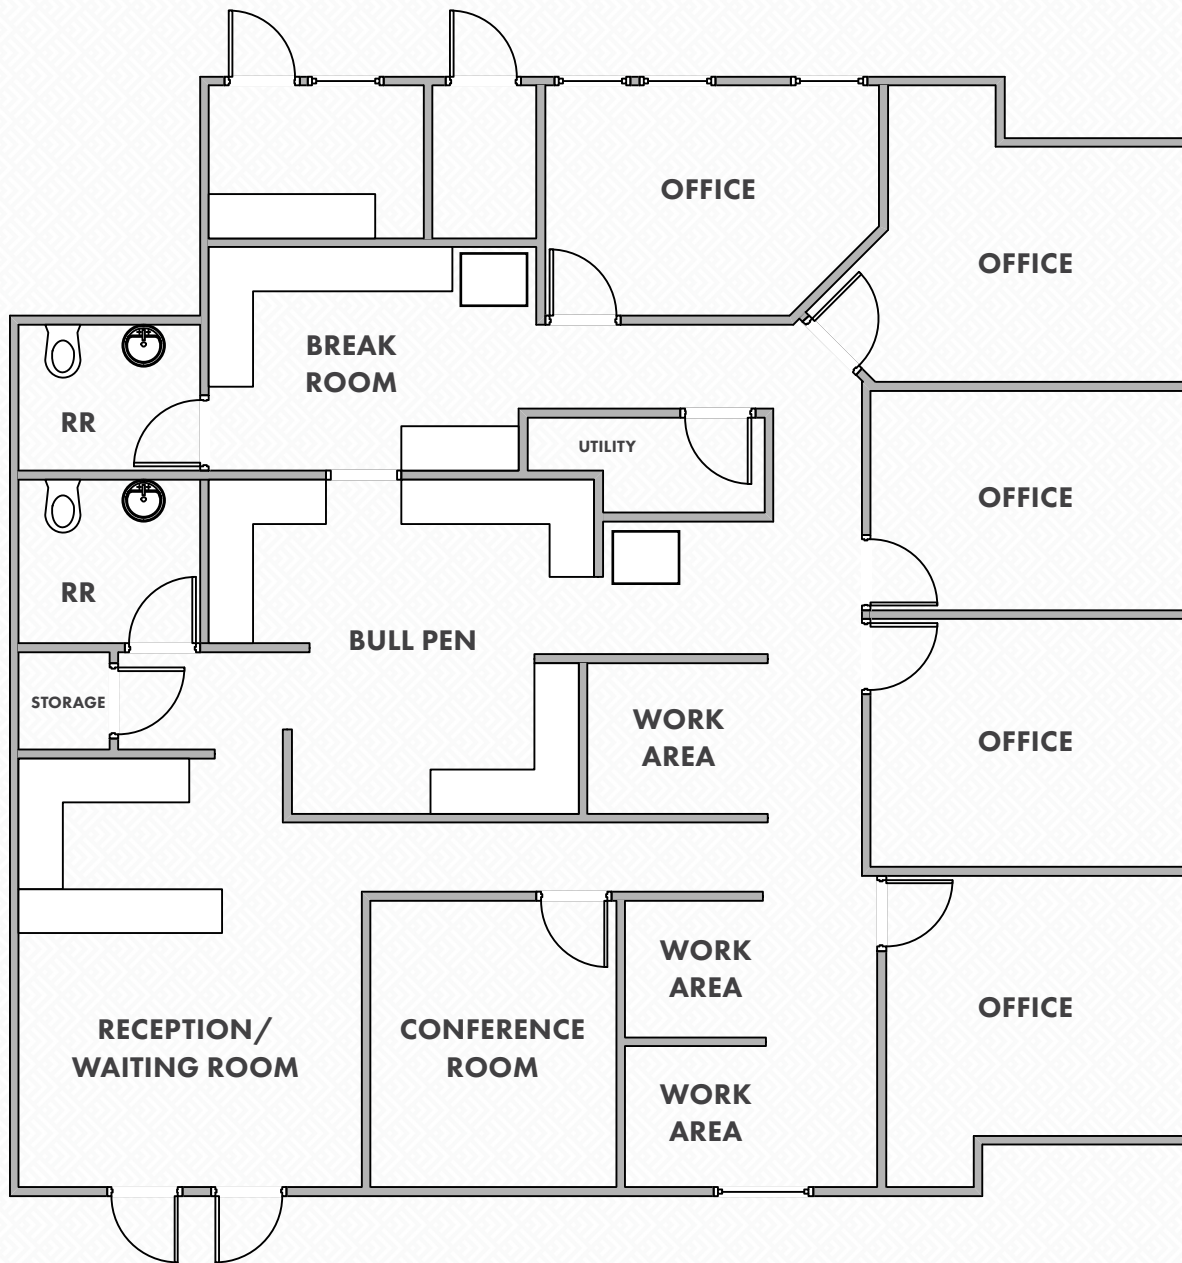 OFFICE
OFFICE
BREAK
ROOM
RR
UTILITY
OFFICE
RR
BULL PEN
STORAGE
WORK
AREA
OFFICE
WORK
AREA
OFFICE
RECEPTION/
WAITING ROOM
CONFERENCE
ROOM
WORK
AREA